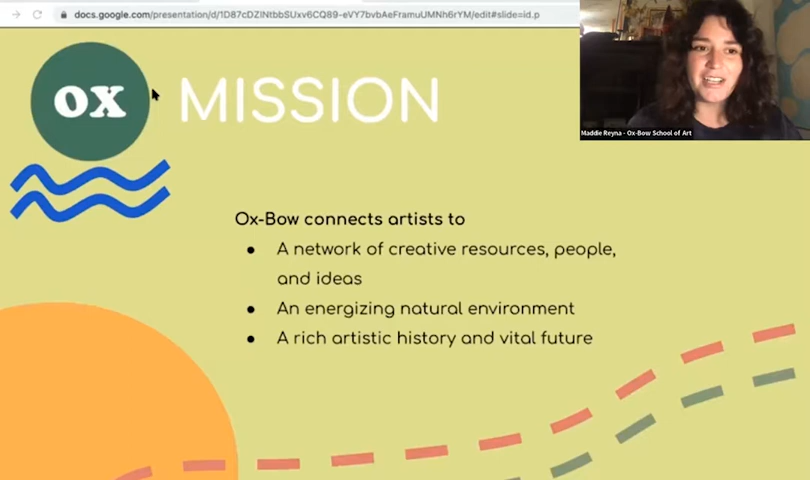 docs.google.com/presentation/d/1D87cDZINtbbSUxv6CQ89-eVY7bvbAeFramuUMNh6rYM/edit#slide=id.p
Maddie Reyna - Ox-Bow School of Art
ox
MISSION
Ox-Bow connects artists to
● A network of creative resources, people,
and ideas
● An energizing natural environment
● A rich artistic history and vital future